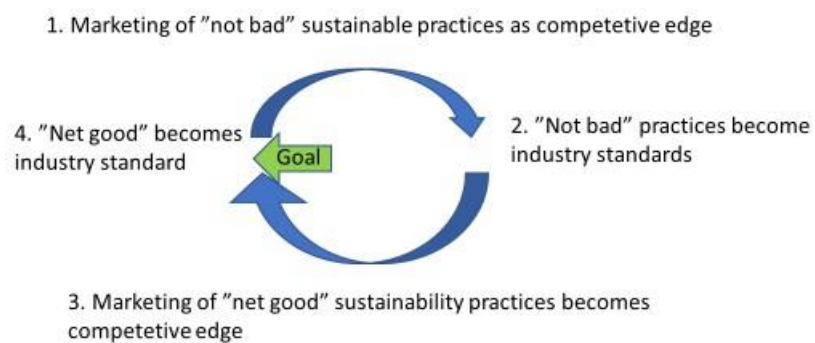 1. Marketing of ”not bad” sustainable practices as competetive edge
4. ”Net good” becomes
industry standard
Goal
2. ”Not bad” practices become
industry standards
3. Marketing of ”net good” sustainability practices becomes
competetive edge